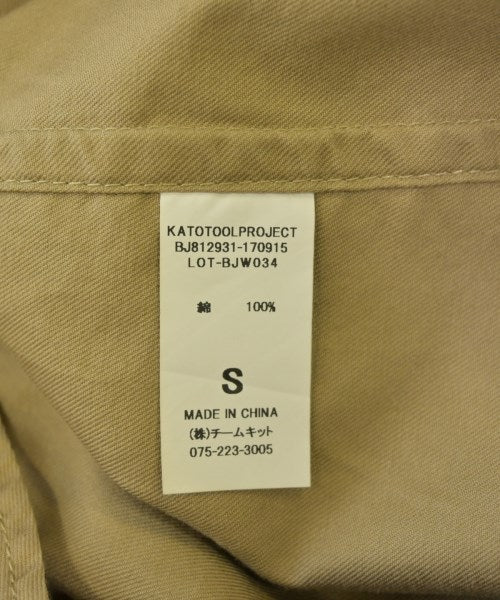 KATOTOOLPROJECT
BJ812931-170915
LOT-BJW034
綿 100%
S
MADE IN CHINA
(株)チームキット
075-223-3005